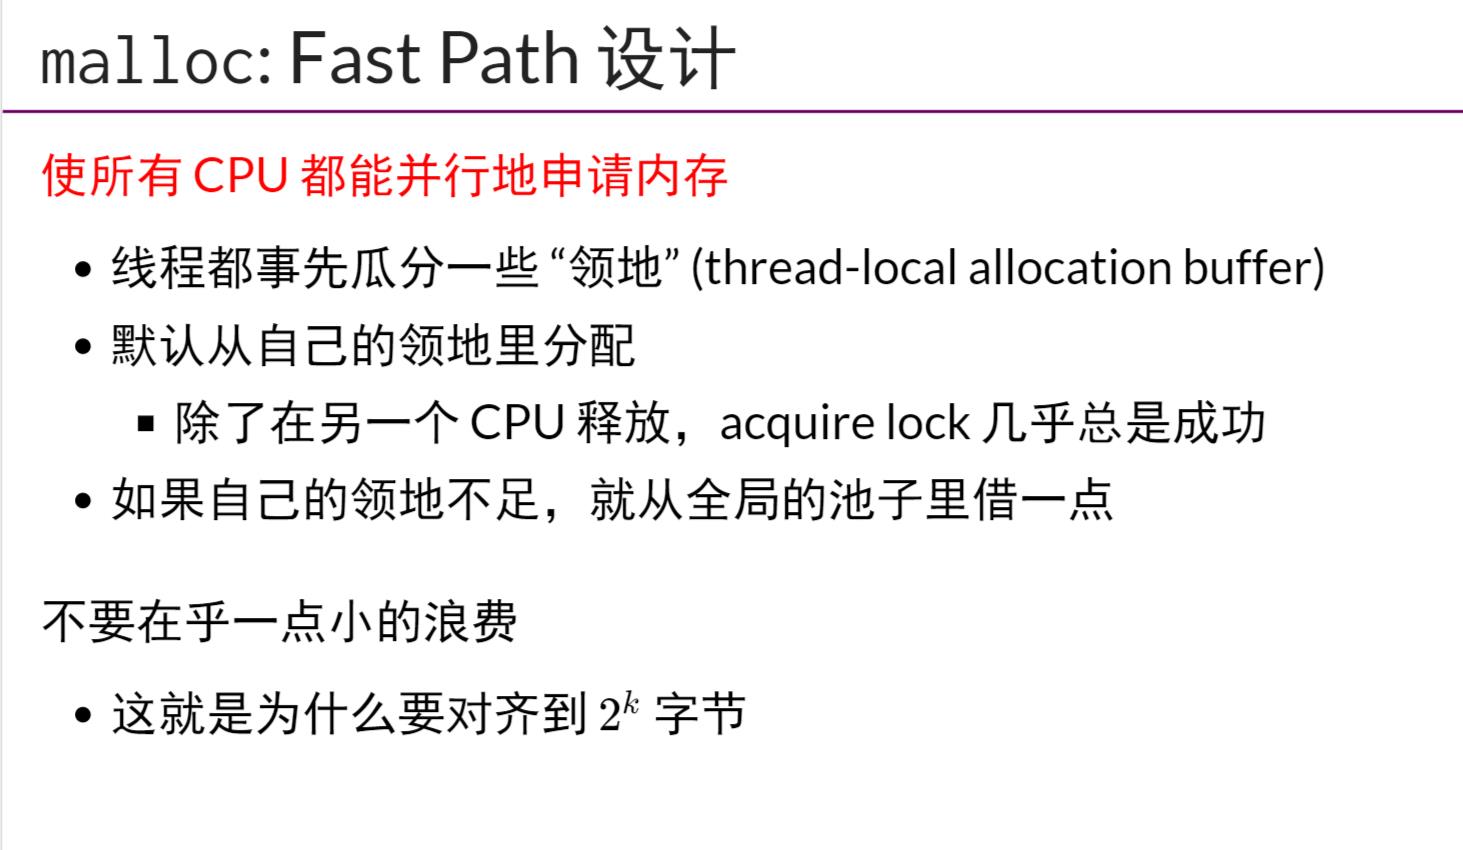 malloc: Fast Path 设计
使所有 CPU 都能并行地申请内存
• 线程都事先瓜分一些 “领地” (thread-local allocation buffer)
• 默认从自己的领地里分配
▪ 除了在另一个 CPU 释放，acquire lock 几乎总是成功
• 如果自己的领地不足，就从全局的池子里借一点
不要在乎一点小的浪费
• 这就是为什么要对齐到 2^k 字节